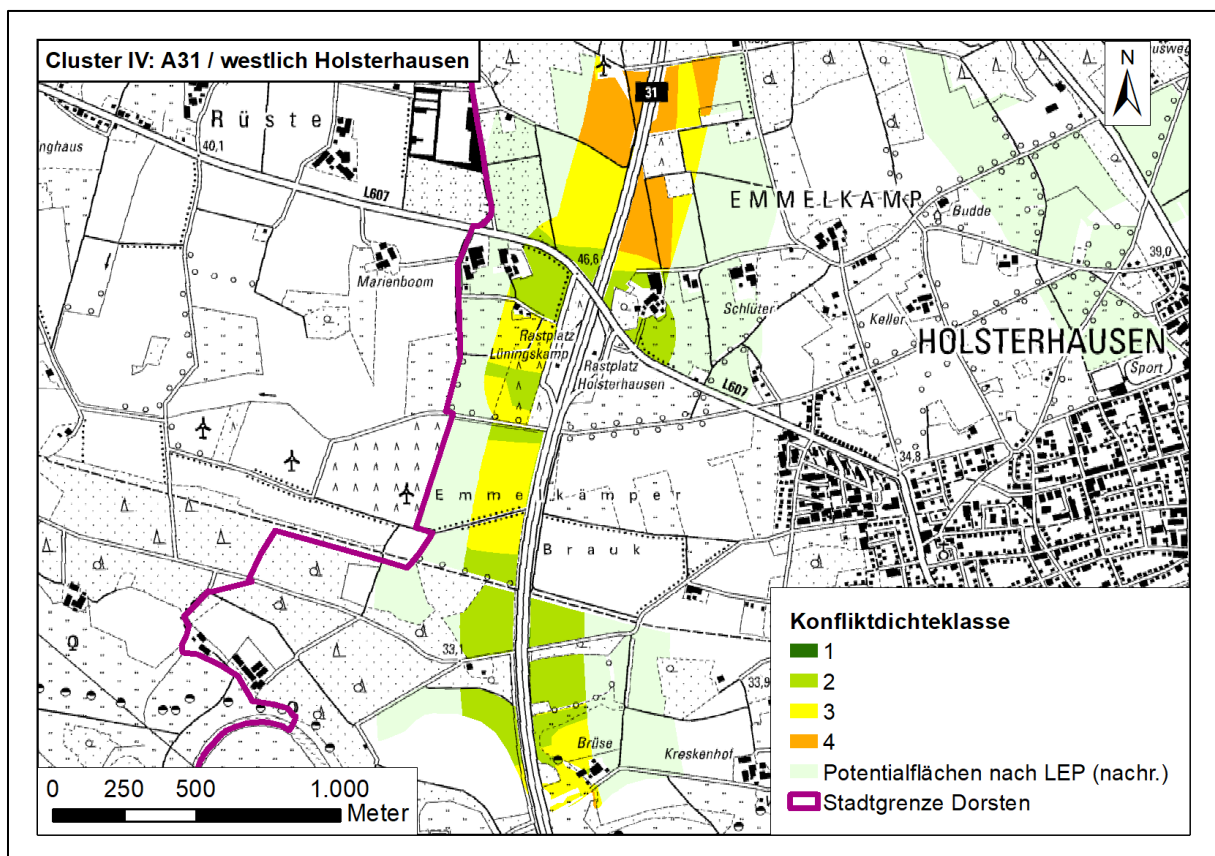 Cluster IV: A31 / westlich Holsterhausen
N
31
Rüste
nghaus
40,1
L607
EMMELKAMP
Budde
39,0
46,6
Marienboom
Schlüter
Keller
HOLSTERHAUSEN
Rastplatz
Lüningskamp
Rastplatz
Holsterhausen
Sport
L607
34,8
Emmelkämper
Brauk
33,1
33,9
Brüse
Kreskenhof
Konfliktdichteklasse
1
2
3
4
Potentialflächen nach LEP (nachr.)
Stadtgrenze Dorsten
0 250 500 1.000
Meter